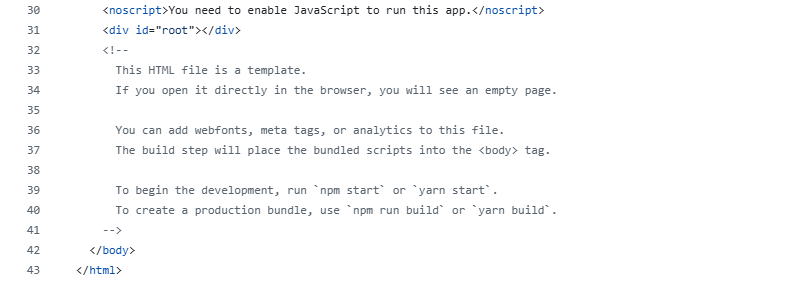 30 <noscript>You need to enable JavaScript to run this app.</noscript>
31 <div id="root"></div>
32 <!--
33 This HTML file is a template.
34 If you open it directly in the browser, you will see an empty page.
35
36 You can add webfonts, meta tags, or analytics to this file.
37 The build step will place the bundled scripts into the <body> tag.
38
39 To begin the development, run `npm start` or `yarn start`.
40 To create a production bundle, use `npm run build` or `yarn build`.
41 -->
42 </body>
43 </html>